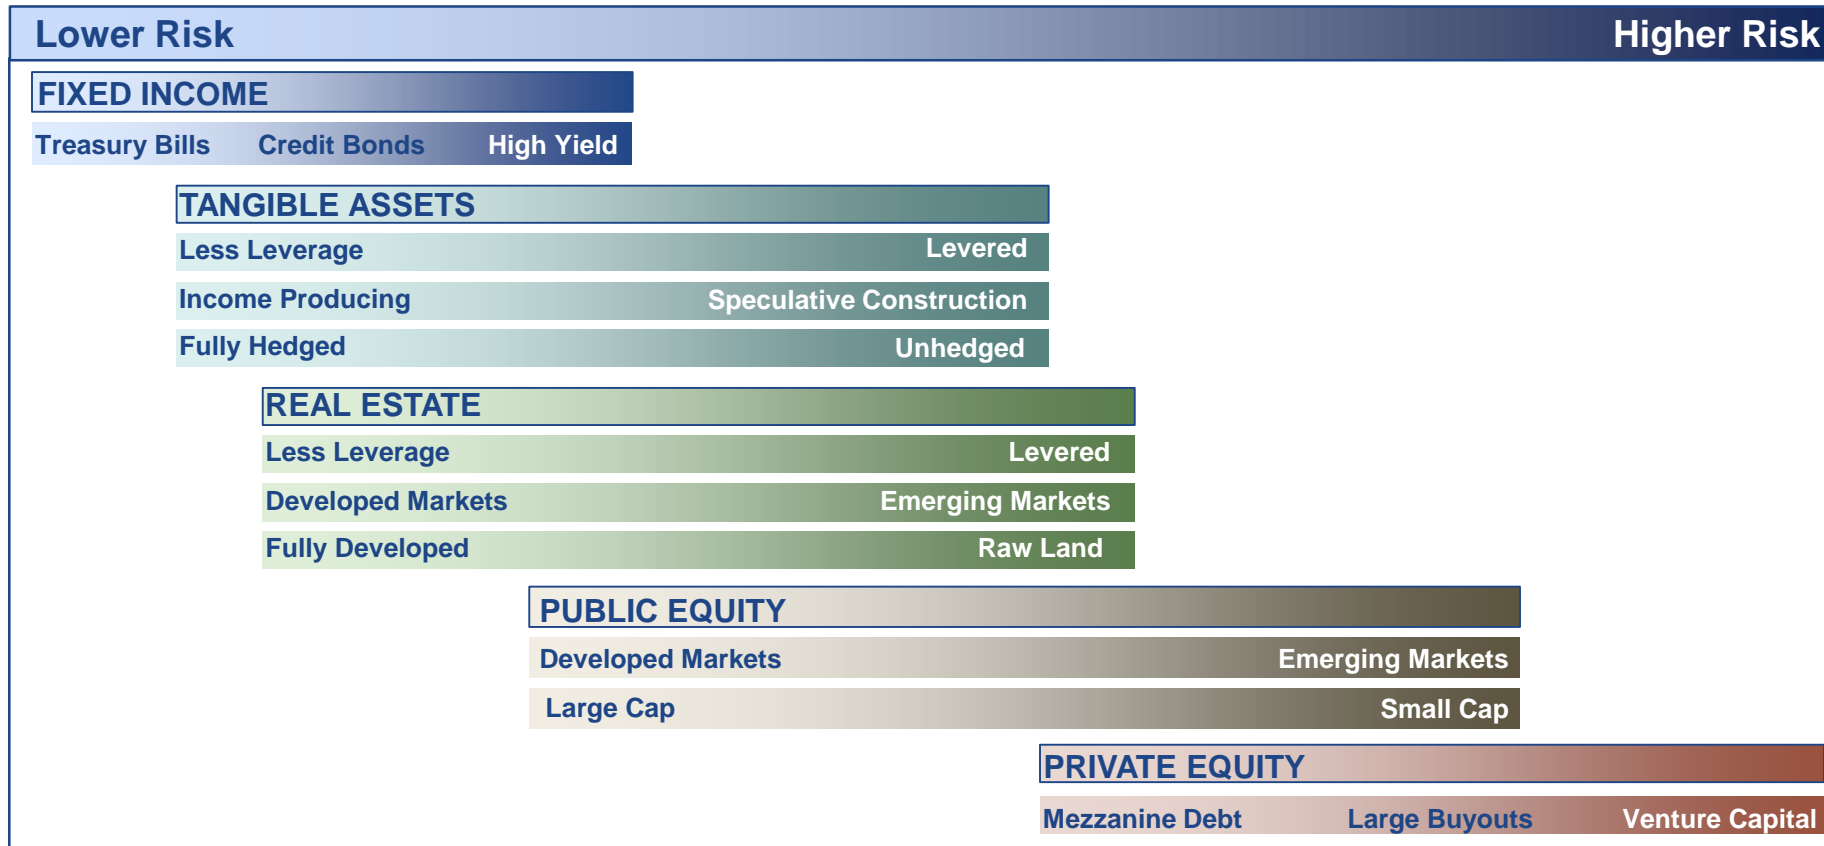 Lower Risk Higher Risk
FIXED INCOME
Treasury Bills Credit Bonds High Yield
TANGIBLE ASSETS
Less Leverage Levered
Income Producing Speculative Construction
Fully Hedged Unhedged
REAL ESTATE
Less Leverage Levered
Developed Markets Emerging Markets
Fully Developed Raw Land
PUBLIC EQUITY
Developed Markets Emerging Markets
Large Cap Small Cap
PRIVATE EQUITY
Mezzanine Debt Large Buyouts Venture Capital